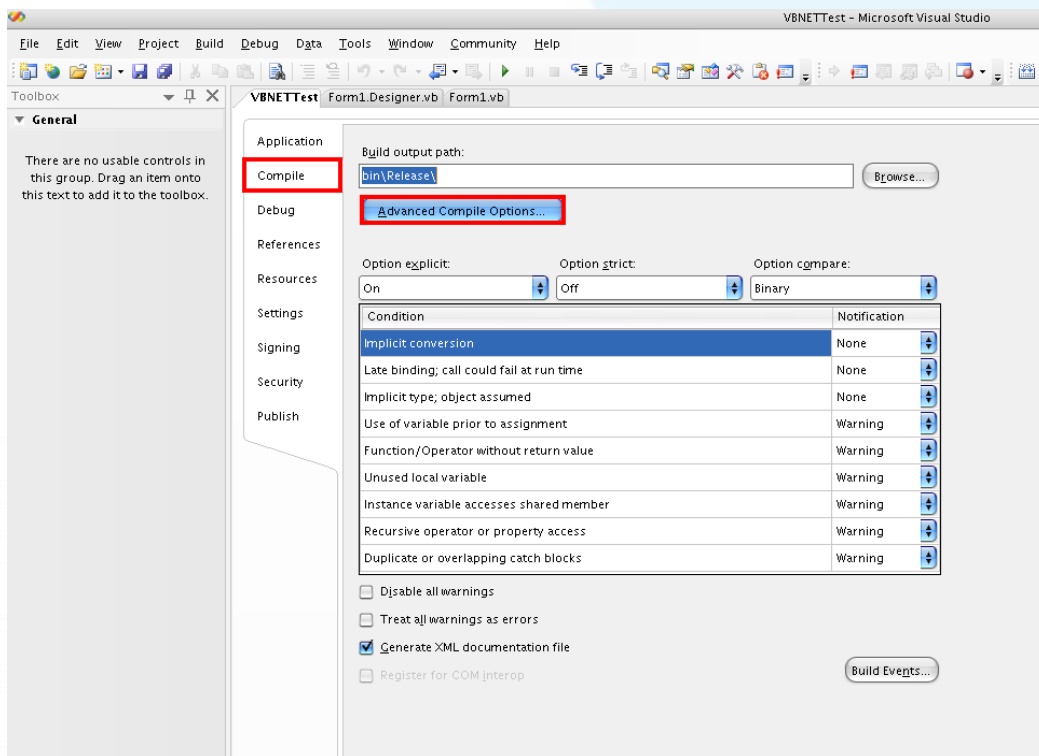 VBNETTest - Microsoft Visual Studio
File Edit View Project Build Debug Data Tools Window Community Help
Toolbox
VBNETTest Form1.Designer.vb Form1.vb
General
There are no usable controls in
this group. Drag an item onto
this text to add it to the toolbox.
Application
Compile
Debug
References
Resources
Settings
Signing
Security
Publish
Build output path:
bin\Release\
Browse...
Advanced Compile Options...
Option explicit: Option strict: Option compare:
On Off Binary
Condition Notification
Implicit conversion None
Late binding; call could fail at run time None
Implicit type; object assumed None
Use of variable prior to assignment Warning
Function/Operator without return value Warning
Unused local variable Warning
Instance variable accesses shared member Warning
Recursive operator or property access Warning
Duplicate or overlapping catch blocks Warning
Disable all warnings
Treat all warnings as errors
Generate XML documentation file
Register for COM interop
Build Events...